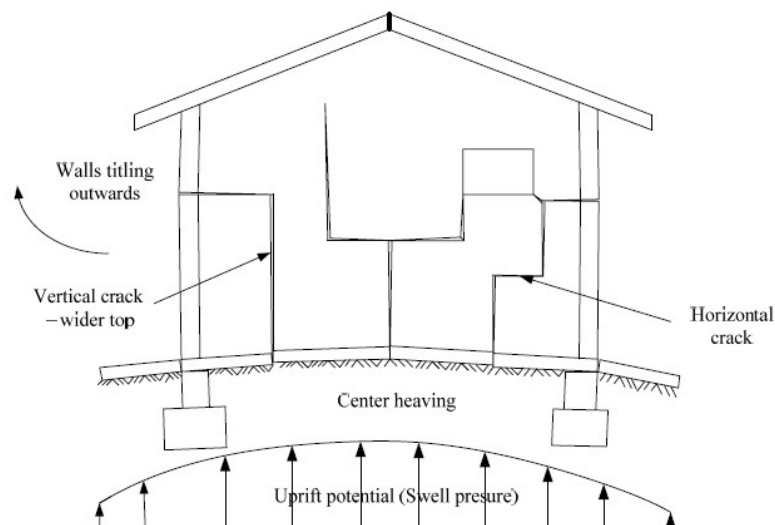 Walls titling
outwards
Vertical crack
–wider top
Horizontal
crack
Center heaving
Uprift potential (Swell presure)